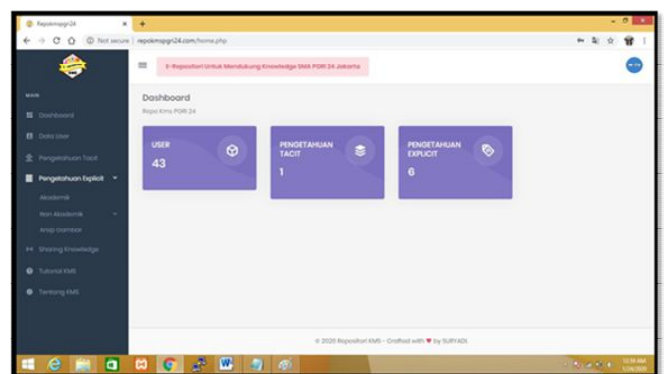 Repokmspgri24
Not secure | repokmspgri24.com/home.php
E-Repositori Untuk Mendukung Knowledge SMA PGRI 24 Jakarta
MAIN
Dashboard
Data User
Pengetahuan Tacit
Pengetahuan Explicit
Akademik
Non Akademik
Arsip Gambar
Sharing Knowledge
Tutorial KMS
Tentang KMS
Dashboard
Repo Kms PGRI 24
USER
43
PENGETAHUAN
TACIT
1
PENGETAHUAN
EXPLICIT
6
© 2020 Repositori KMS - Crafted with ♥ by SURYADI.